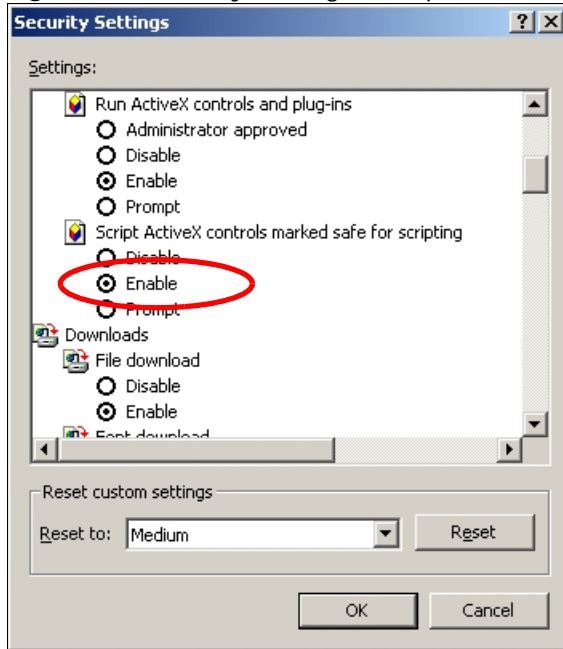 Security Settings
Settings:
Run ActiveX controls and plug-ins
Administrator approved
Disable
Enable
Prompt
Script ActiveX controls marked safe for scripting
Disable
Enable
Prompt
Downloads
File download
Disable
Enable
Font download
Reset custom settings
Reset to: Medium Reset
OK Cancel